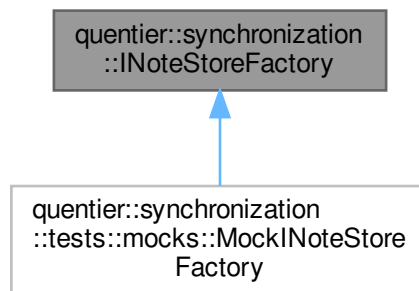 quentier::synchronization
::INoteStoreFactory
quentier::synchronization
::tests::mocks::MockINoteStore
Factory